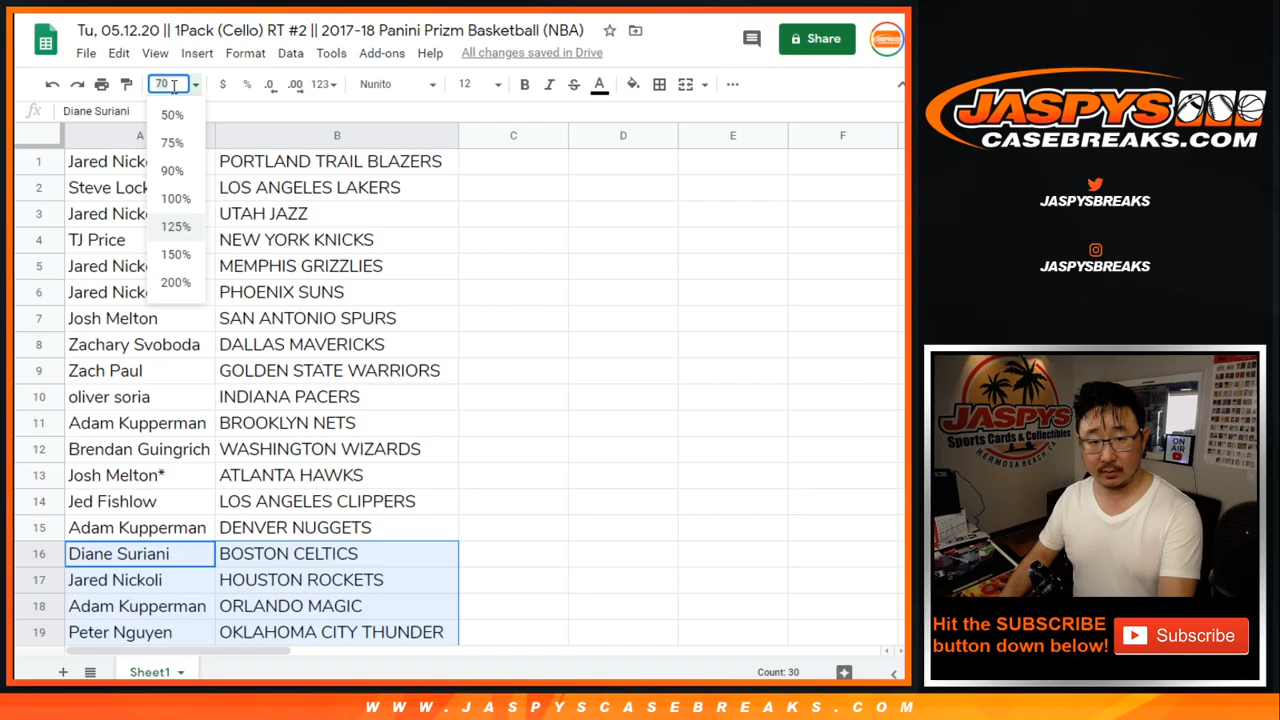 Tu, 05.12.20 || 1Pack (Cello) RT #2 || 2017-18 Panini Prizm Basketball (NBA)
File Edit View Insert Format Data Tools Add-ons Help All changes saved in Drive
Share
70 $ % .0 .00 123 Nunito 12 B I S A
fx Diane Suriani
50%
75%
90%
100%
125%
150%
200%
A B C D E F
1 Jared Nick PORTLAND TRAIL BLAZERS
2 Steve Lock LOS ANGELES LAKERS
3 Jared Nick UTAH JAZZ
4 TJ Price NEW YORK KNICKS
5 Jared Nick MEMPHIS GRIZZLIES
6 Jared Nick PHOENIX SUNS
7 Josh Melton SAN ANTONIO SPURS
8 Zachary Svoboda DALLAS MAVERICKS
9 Zach Paul GOLDEN STATE WARRIORS
10 oliver soria INDIANA PACERS
11 Adam Kupperman BROOKLYN NETS
12 Brendan Guingrich WASHINGTON WIZARDS
13 Josh Melton* ATLANTA HAWKS
14 Jed Fishlow LOS ANGELES CLIPPERS
15 Adam Kupperman DENVER NUGGETS
16 Diane Suriani BOSTON CELTICS
17 Jared Nickoli HOUSTON ROCKETS
18 Adam Kupperman ORLANDO MAGIC
19 Peter Nguyen OKLAHOMA CITY THUNDER
Sheet1
Count: 30
JASPYS
CASEBREAKS.COM
JASPYSBREAKS
JASPYSBREAKS
JASPYS
Sports Cards & Collectibles
HERMOSA BEACH, CA
ON
AIR
Hit the SUBSCRIBE
button down below!
Subscribe
WWW.JASPYSCASEBREAKS.COM